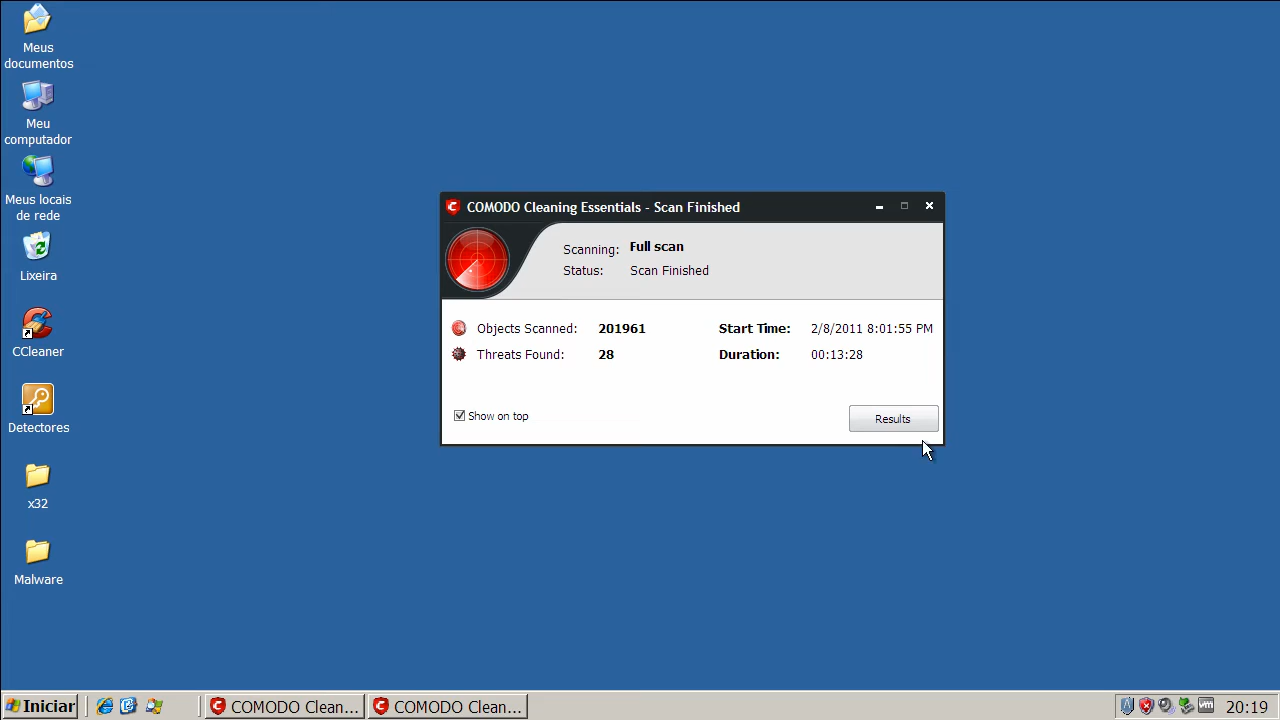 Meus
documentos
Meu
computador
Meus locais
de rede
Lixeira
CCleaner
Detectores
x32
Malware
COMODO Cleaning Essentials - Scan Finished
Scanning: Full scan
Status: Scan Finished
Objects Scanned: 201961 Start Time: 2/8/2011 8:01:55 PM
Threats Found: 28 Duration: 00:13:28
Show on top Results
Iniciar COMODO Clean... COMODO Clean... 20:19